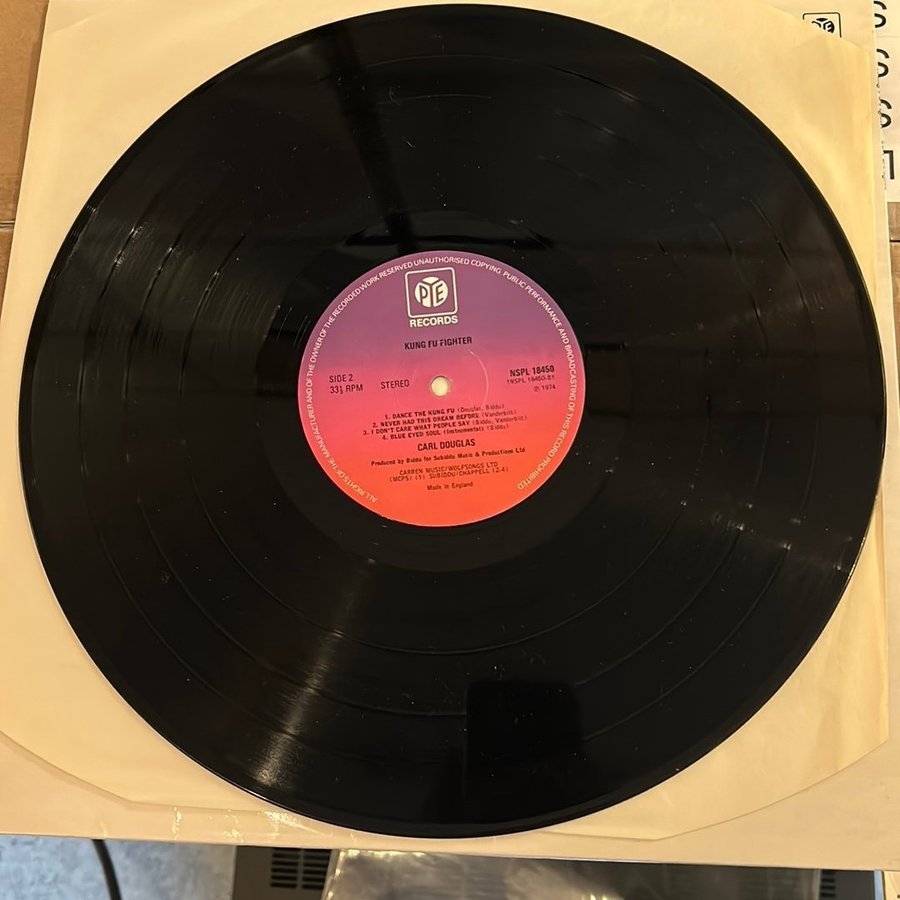 PYE
RECORDS
KUNG FU FIGHTER
SIDE 2
33⅓ RPM
STEREO
NSPL 18450
(NSPL 18450-B)
℗ 1974
1. DANCE THE KUNG FU (Douglas, Biddu)
2. NEVER HAD THIS DREAM BEFORE (Vanderbilt)
3. I DON'T CARE WHAT PEOPLE SAY (Biddu, Vanderbilt)
4. BLUE EYED SOUL (Instrumental) (Biddu)
CARL DOUGLAS
Produced by Biddu for Subiddu Music & Productions Ltd
CARREN MUSIC/WOLFSONGS LTD
(MCPS) (1) SUBIDDU/CHAPPELL (2-4)
Made in England
ALL RIGHTS OF THE MANUFACTURER AND OF THE OWNER OF THE RECORDED WORK RESERVED UNAUTHORISED COPYING. PUBLIC PERFORMANCE AND BROADCASTING OF THIS RECORD PROHIBITED
PYE
S
S
S